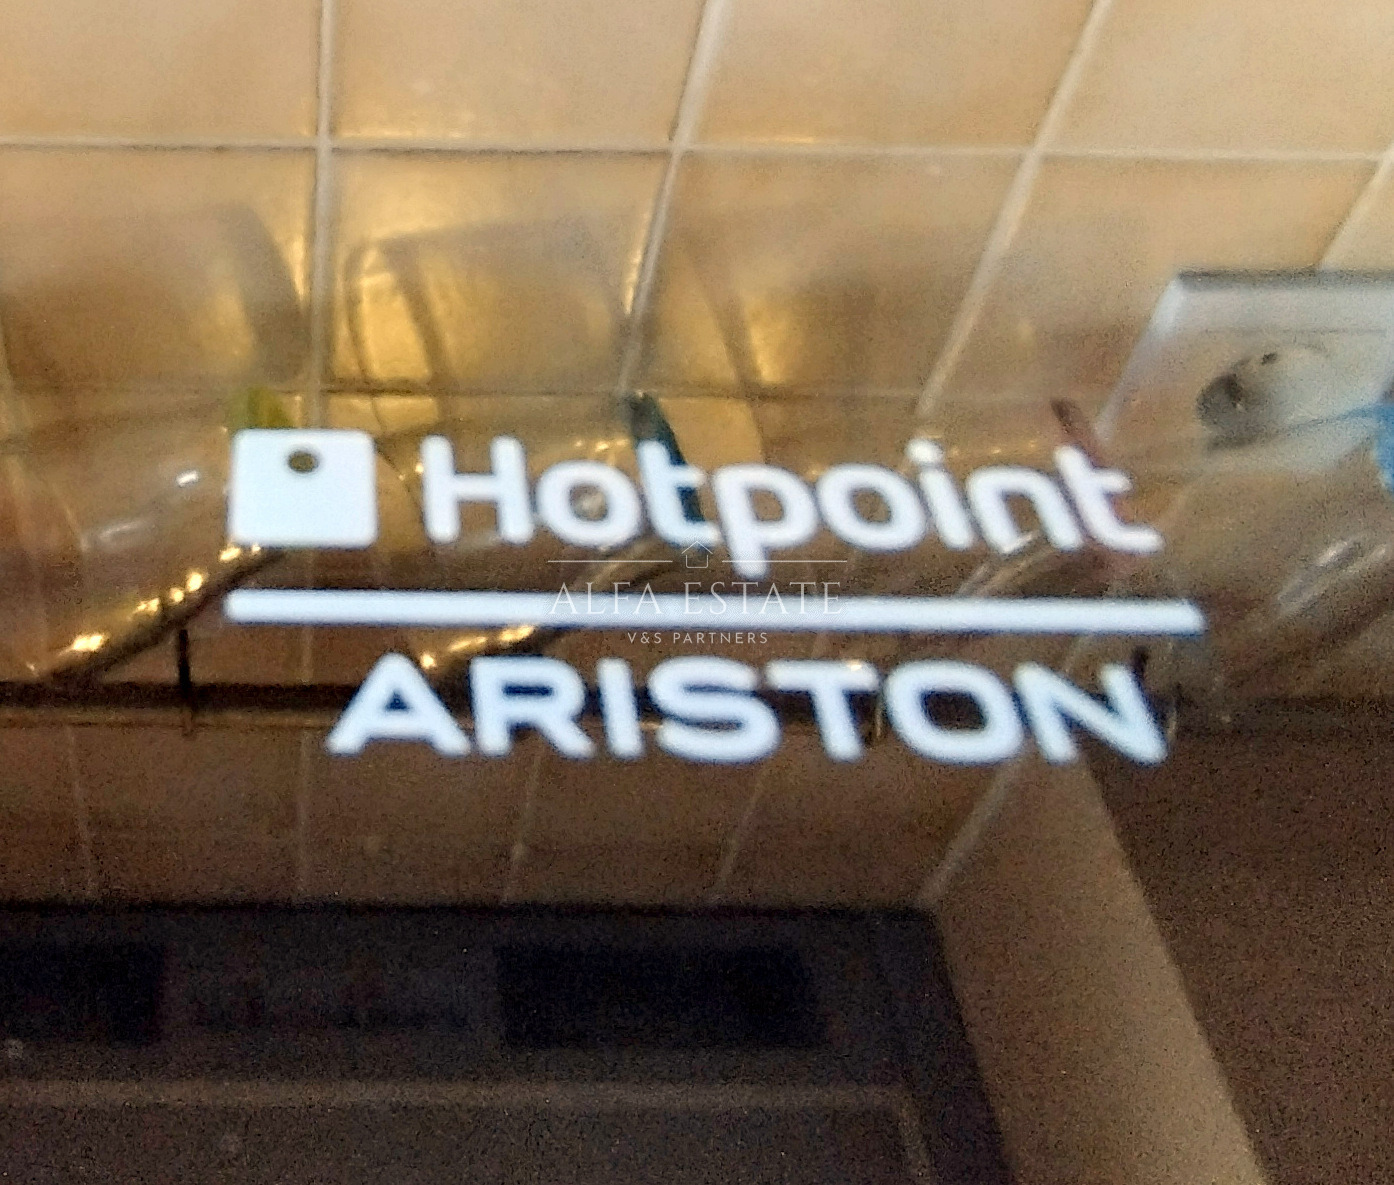 Hotpoint
ALFA ESTATE
V&S PARTNERS
ARISTON